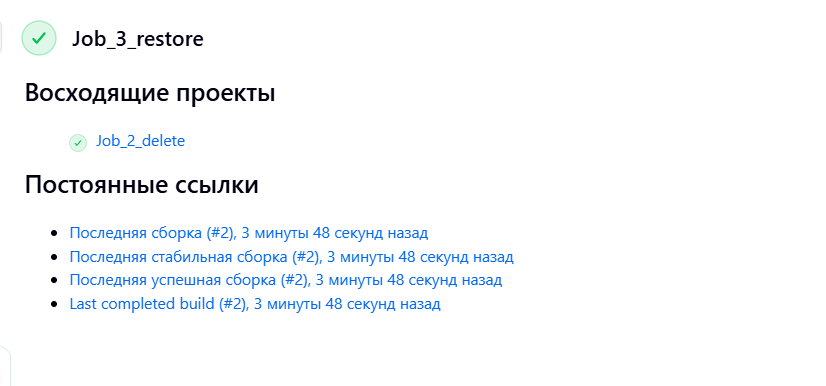 Job_3_restore
Восходящие проекты
Job_2_delete
Постоянные ссылки
Последняя сборка (#2), 3 минуты 48 секунд назад
Последняя стабильная сборка (#2), 3 минуты 48 секунд назад
Последняя успешная сборка (#2), 3 минуты 48 секунд назад
Last completed build (#2), 3 минуты 48 секунд назад